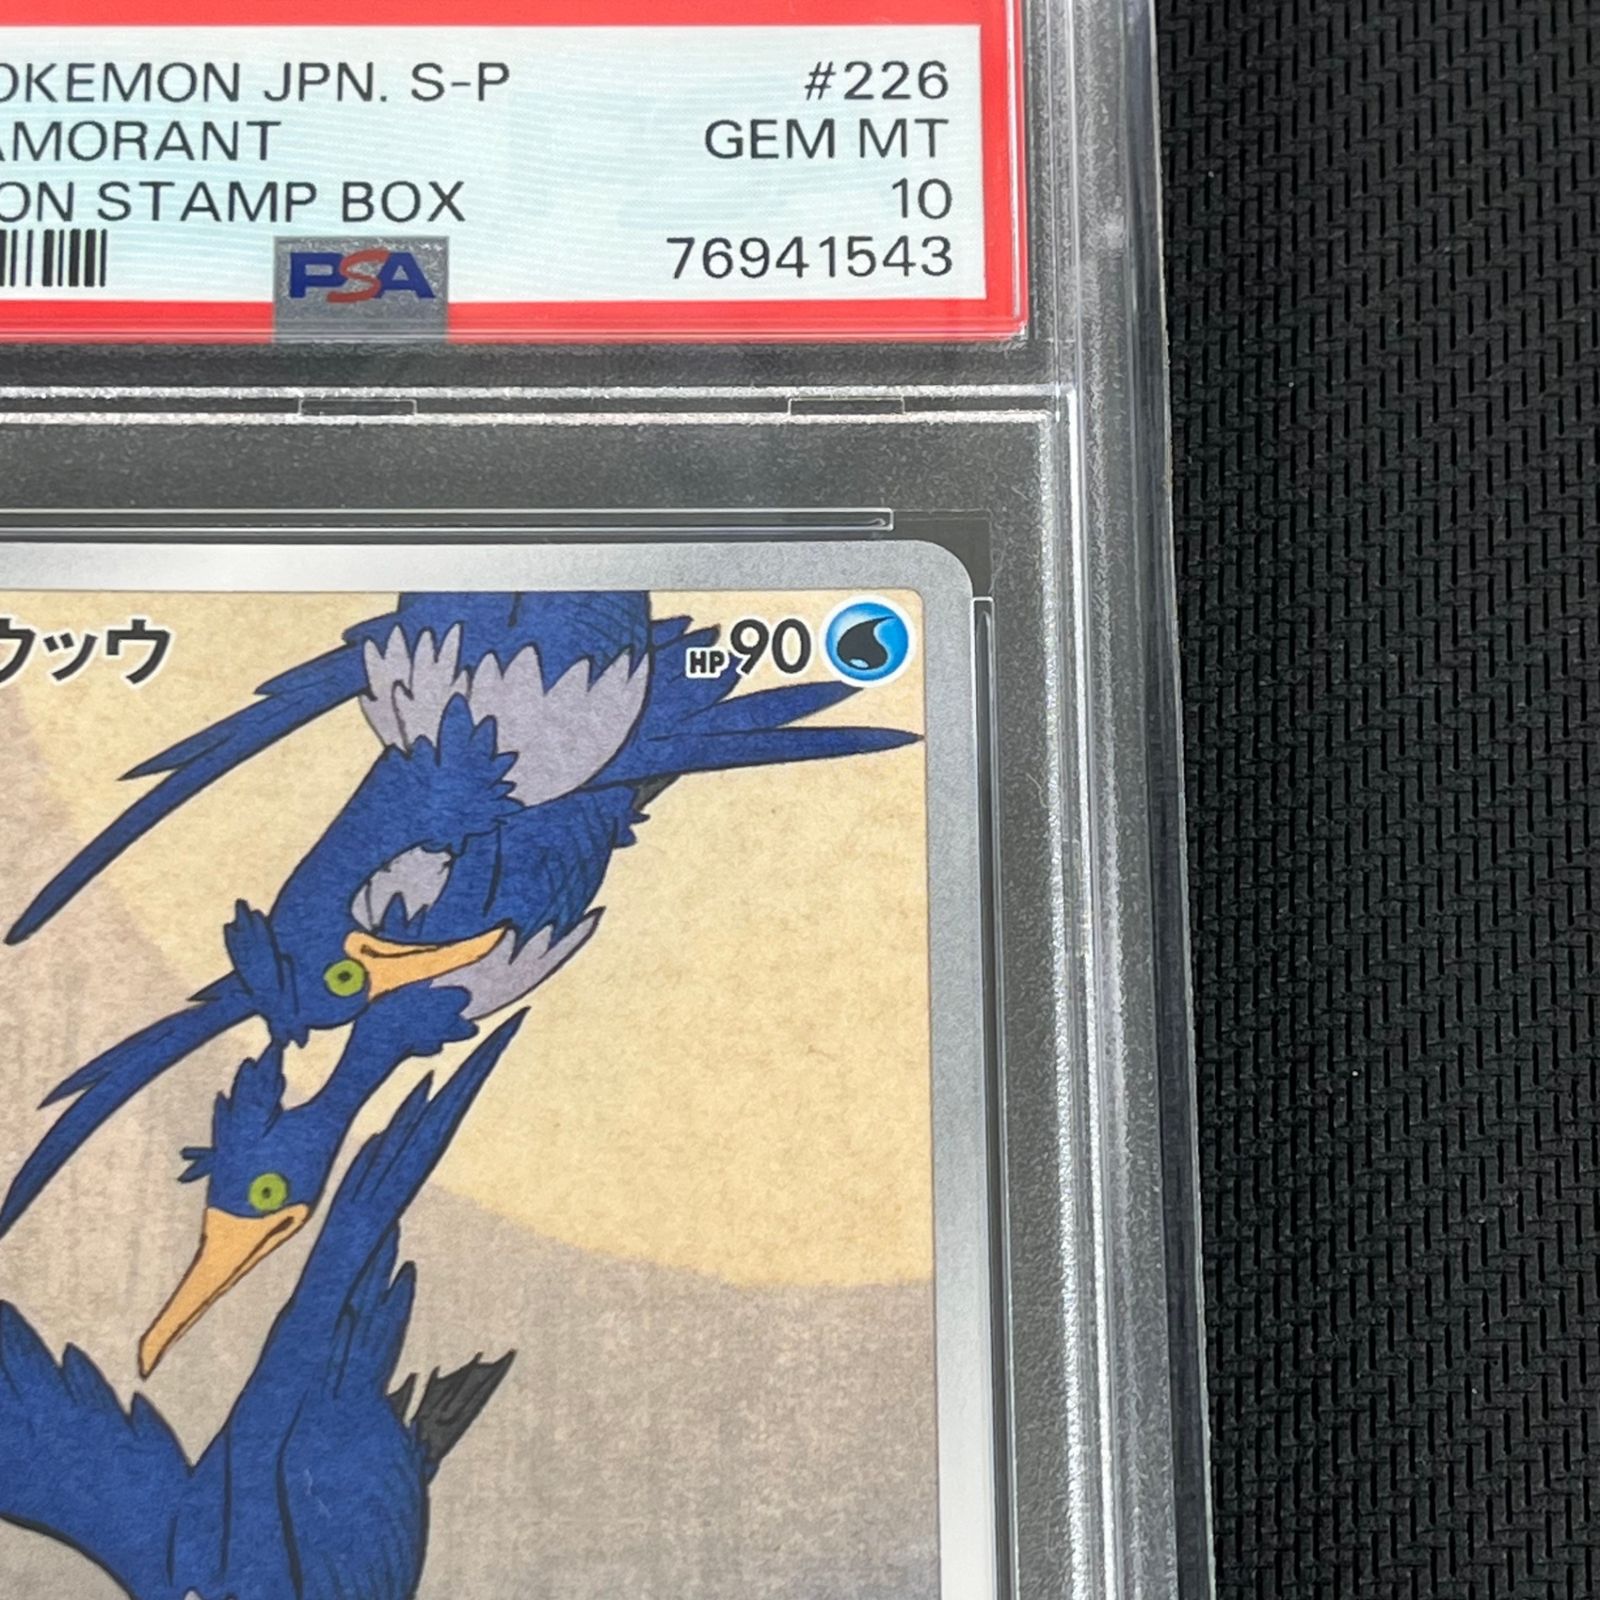 OKEMON JPN. S-P #226
AMORANT GEM MT
ON STAMP BOX 10
PSA 76941543
ウッウ HP90